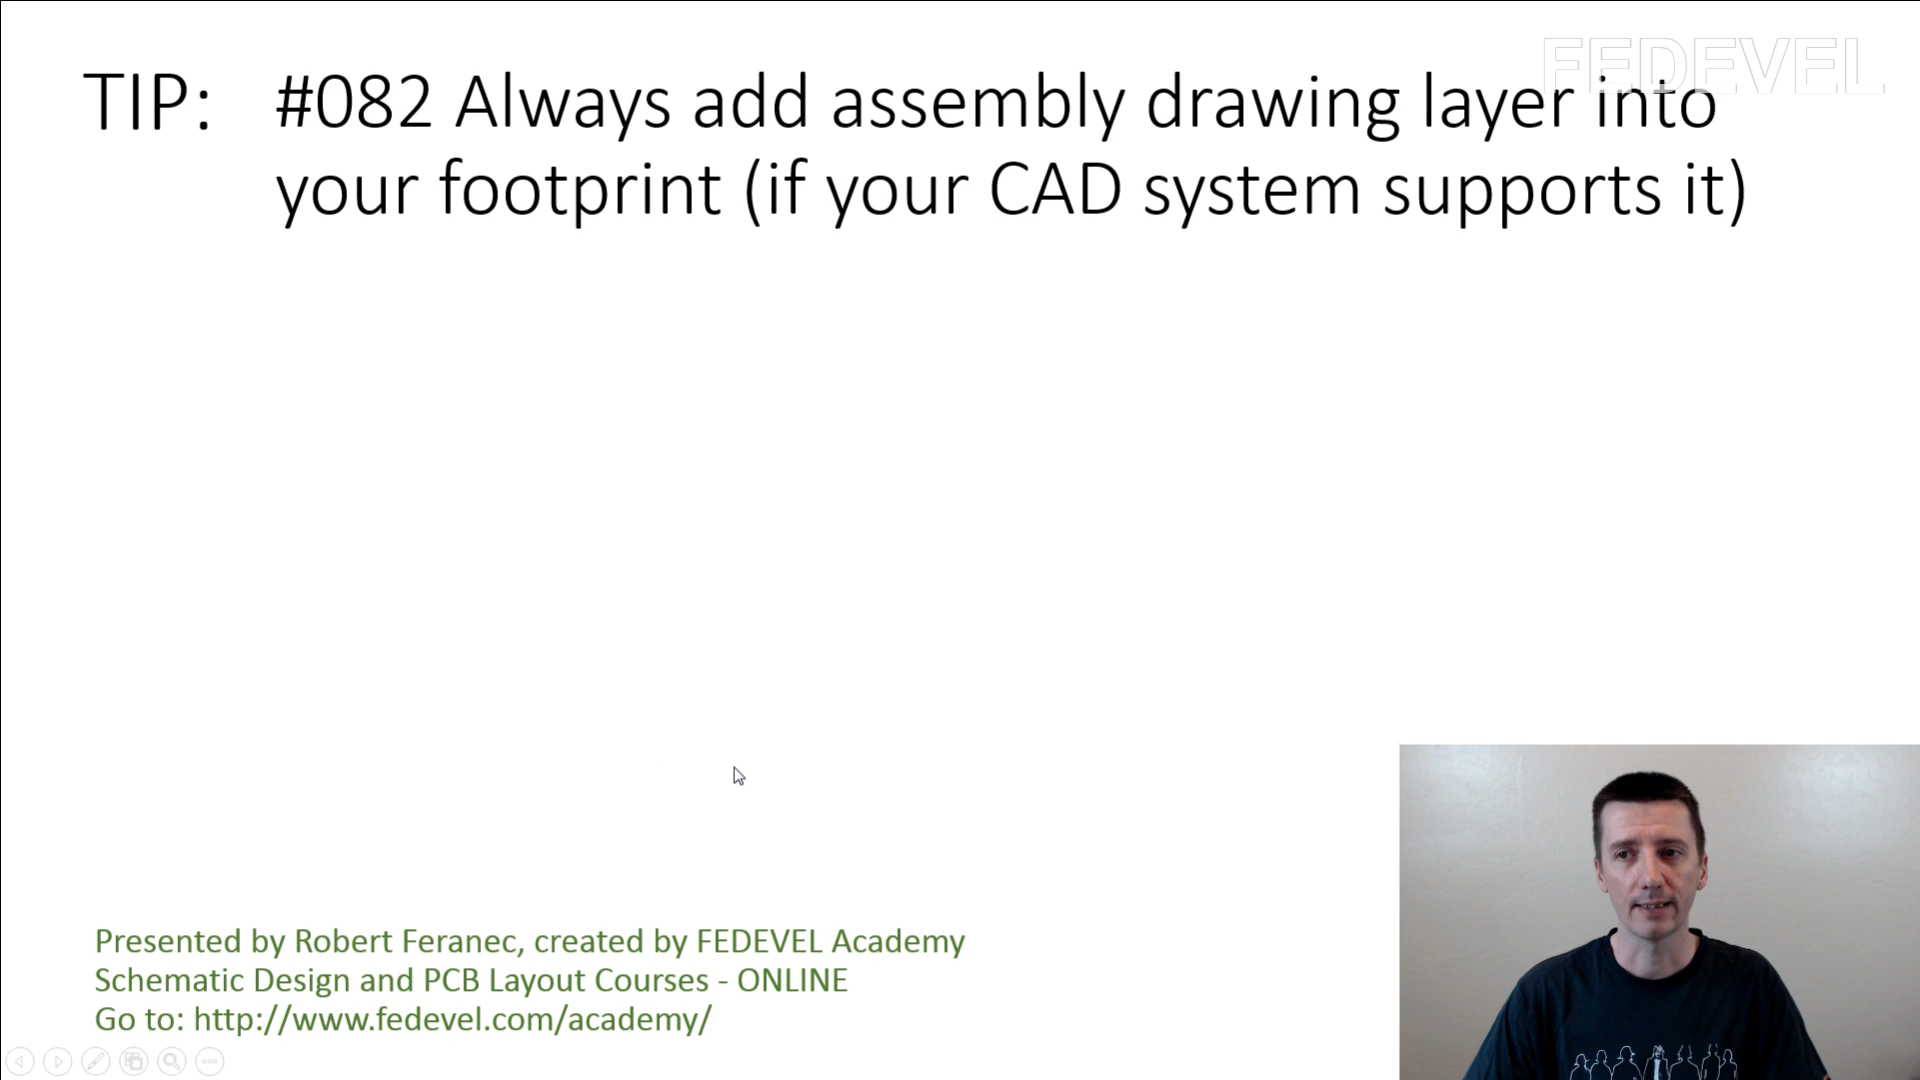 FEDEVEL
TIP: #082 Always add assembly drawing layer into
your footprint (if your CAD system supports it)
Presented by Robert Feranec, created by FEDEVEL Academy
Schematic Design and PCB Layout Courses - ONLINE
Go to: http://www.fedevel.com/academy/